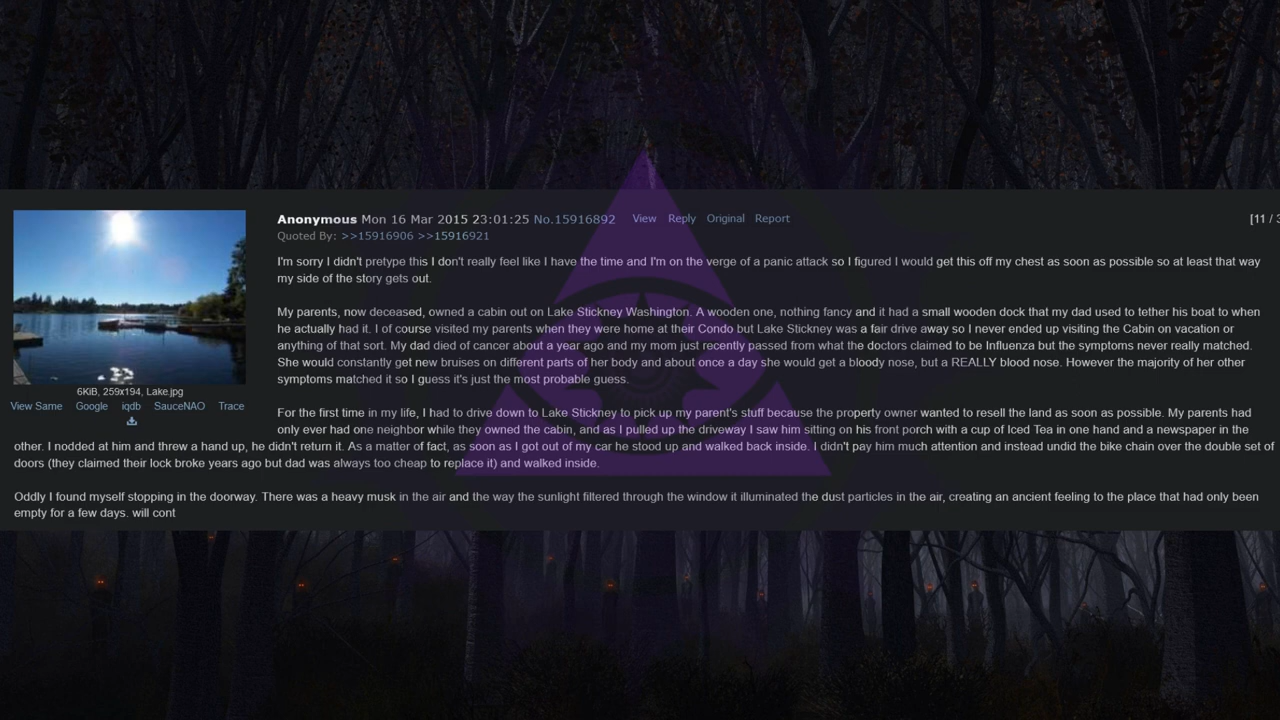 Anonymous Mon 16 Mar 2015 23:01:25 No.15916892 View Reply Original Report [11 / 3
Quoted By: >>15916906 >>15916921
I'm sorry I didn't pretype this I don't really feel like I have the time and I'm on the verge of a panic attack so I figured I would get this off my chest as soon as possible so at least that way
my side of the story gets out.
My parents, now deceased, owned a cabin out on Lake Stickney Washington. A wooden one, nothing fancy and it had a small wooden dock that my dad used to tether his boat to when
he actually had it. I of course visited my parents when they were home at their Condo but Lake Stickney was a fair drive away so I never ended up visiting the Cabin on vacation or
anything of that sort. My dad died of cancer about a year ago and my mom just recently passed from what the doctors claimed to be Influenza but the symptoms never really matched.
She would constantly get new bruises on different parts of her body and about once a day she would get a bloody nose, but a REALLY blood nose. However the majority of her other
symptoms matched it so I guess it's just the most probable guess.
6KiB, 259x194, Lake.jpg
View Same Google iqdb SauceNAO Trace
For the first time in my life, I had to drive down to Lake Stickney to pick up my parent's stuff because the property owner wanted to resell the land as soon as possible. My parents had
only ever had one neighbor while they owned the cabin, and as I pulled up the driveway I saw him sitting on his front porch with a cup of Iced Tea in one hand and a newspaper in the
other. I nodded at him and threw a hand up, he didn't return it. As a matter of fact, as soon as I got out of my car he stood up and walked back inside. I didn't pay him much attention and instead undid the bike chain over the double set of
doors (they claimed their lock broke years ago but dad was always too cheap to replace it) and walked inside.
Oddly I found myself stopping in the doorway. There was a heavy musk in the air and the way the sunlight filtered through the window it illuminated the dust particles in the air, creating an ancient feeling to the place that had only been
empty for a few days. will cont